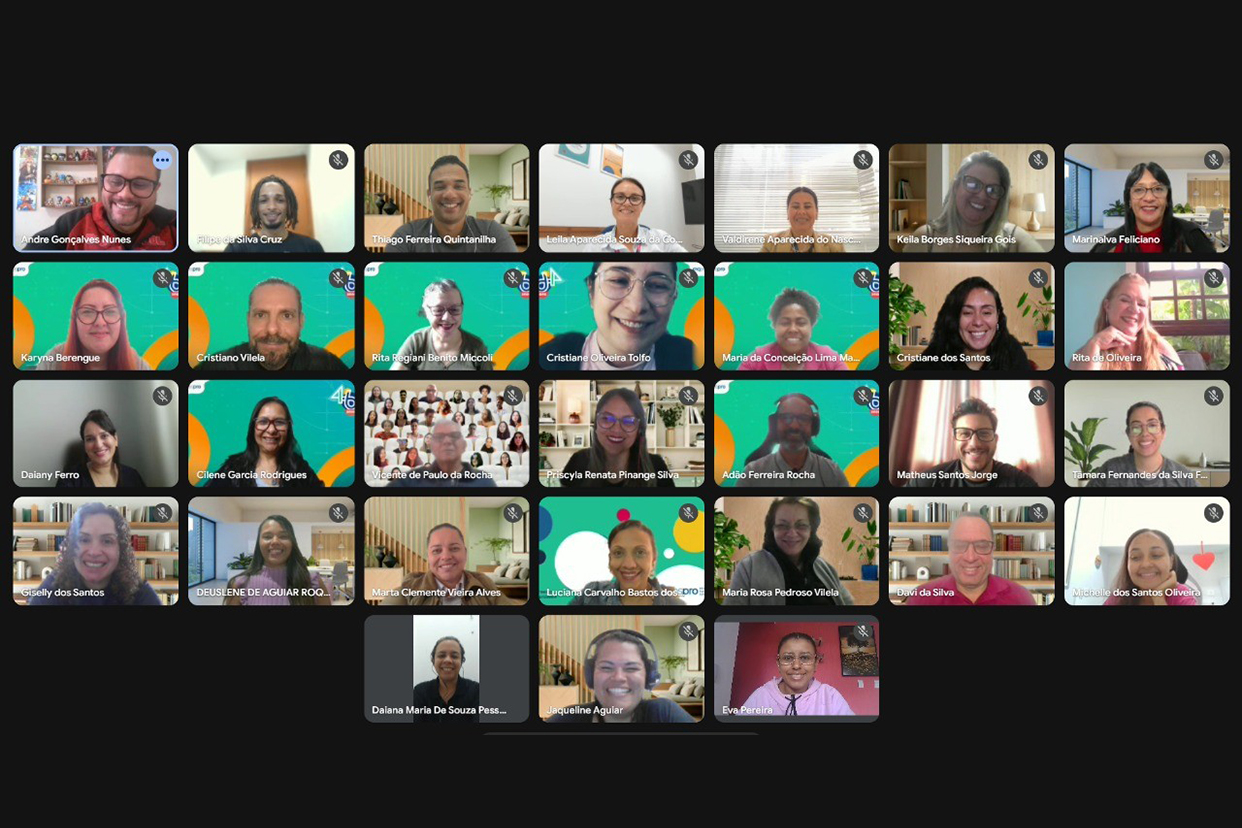 Andre Gonçalves Nunes
Filipe da Silva Cruz
Thiago Ferreira Quintanilha
Leila Aparecida Souza da Co...
Valdirene Aparecida do Nasc...
Keila Borges Siqueira Gois
Marinalva Feliciano
Karyna Berengue
Cristiano Vilela
Rita Regiani Benito Miccoli
Cristiane Oliveira Tolfo
Maria da Conceição Lima Ma...
Cristiane dos Santos
Rita de Oliveira
Daiany Ferro
Cilene Garcia Rodrigues
Vicente de Paulo da Rocha
Priscyla Renata Pinange Silva
Adão Ferreira Rocha
Matheus Santos Jorge
Tâmara Fernandes da Silva F...
Giselly dos Santos
DEUSLENE DE AGUIAR ROQ...
Marta Clemente Vieira Alves
Luciana Carvalho Bastos dos
pro
Maria Rosa Pedroso Vilela
Davi da Silva
Michelle dos Santos Oliveira
Daiana Maria De Souza Pess...
Jaqueline Aguiar
Eva Pereira